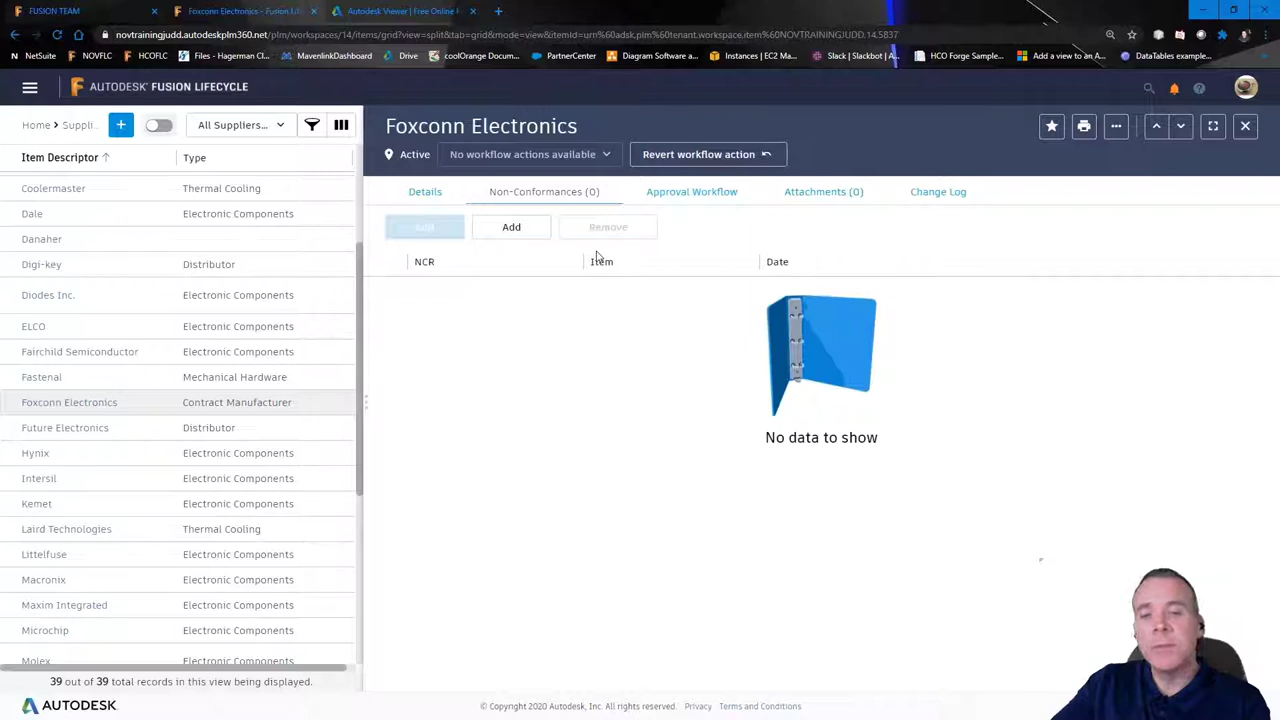 FUSION TEAM
Foxconn Electronics - Fusion Lif
Autodesk Viewer | Free Online F
novtrainingjudd.autodeskplm360.net/plm/workspaces/14/items/grid?view=split&tab=grid&mode=view&itemId=urn%60adsk,plm%60tenant.workspace,item%60NOVTRAININGJUDD.14.5837
NetSuite
NOVFLC
HCOFLC
Files - Hagerman Cl...
MavenlinkDashboard
Drive
coolOrange Docum...
PartnerCenter
Diagram Software a...
Instances | EC2 Ma...
Slack | Slackbot | A...
HCO Forge Sample...
Add a view to an A...
DataTables example...
AUTODESK® FUSION LIFECYCLE
Home > Suppli...
All Suppliers...
Item Descriptor
Type
Coolermaster
Thermal Cooling
Dale
Electronic Components
Danaher
Digi-key
Distributor
Diodes Inc.
Electronic Components
ELCO
Electronic Components
Fairchild Semiconductor
Electronic Components
Fastenal
Mechanical Hardware
Foxconn Electronics
Contract Manufacturer
Future Electronics
Distributor
Hynix
Electronic Components
Intersil
Electronic Components
Kemet
Electronic Components
Laird Technologies
Thermal Cooling
Littelfuse
Electronic Components
Macronix
Electronic Components
Maxim Integrated
Electronic Components
Microchip
Electronic Components
Molex
Electronic Components
39 out of 39 total records in this view being displayed.
Foxconn Electronics
Active
No workflow actions available
Revert workflow action
Details
Non-Conformances (0)
Approval Workflow
Attachments (0)
Change Log
Add
Remove
NCR
Item
Date
No data to show
AUTODESK.
© Copyright 2020 Autodesk, Inc. All rights reserved.
Privacy
Terms and Conditions